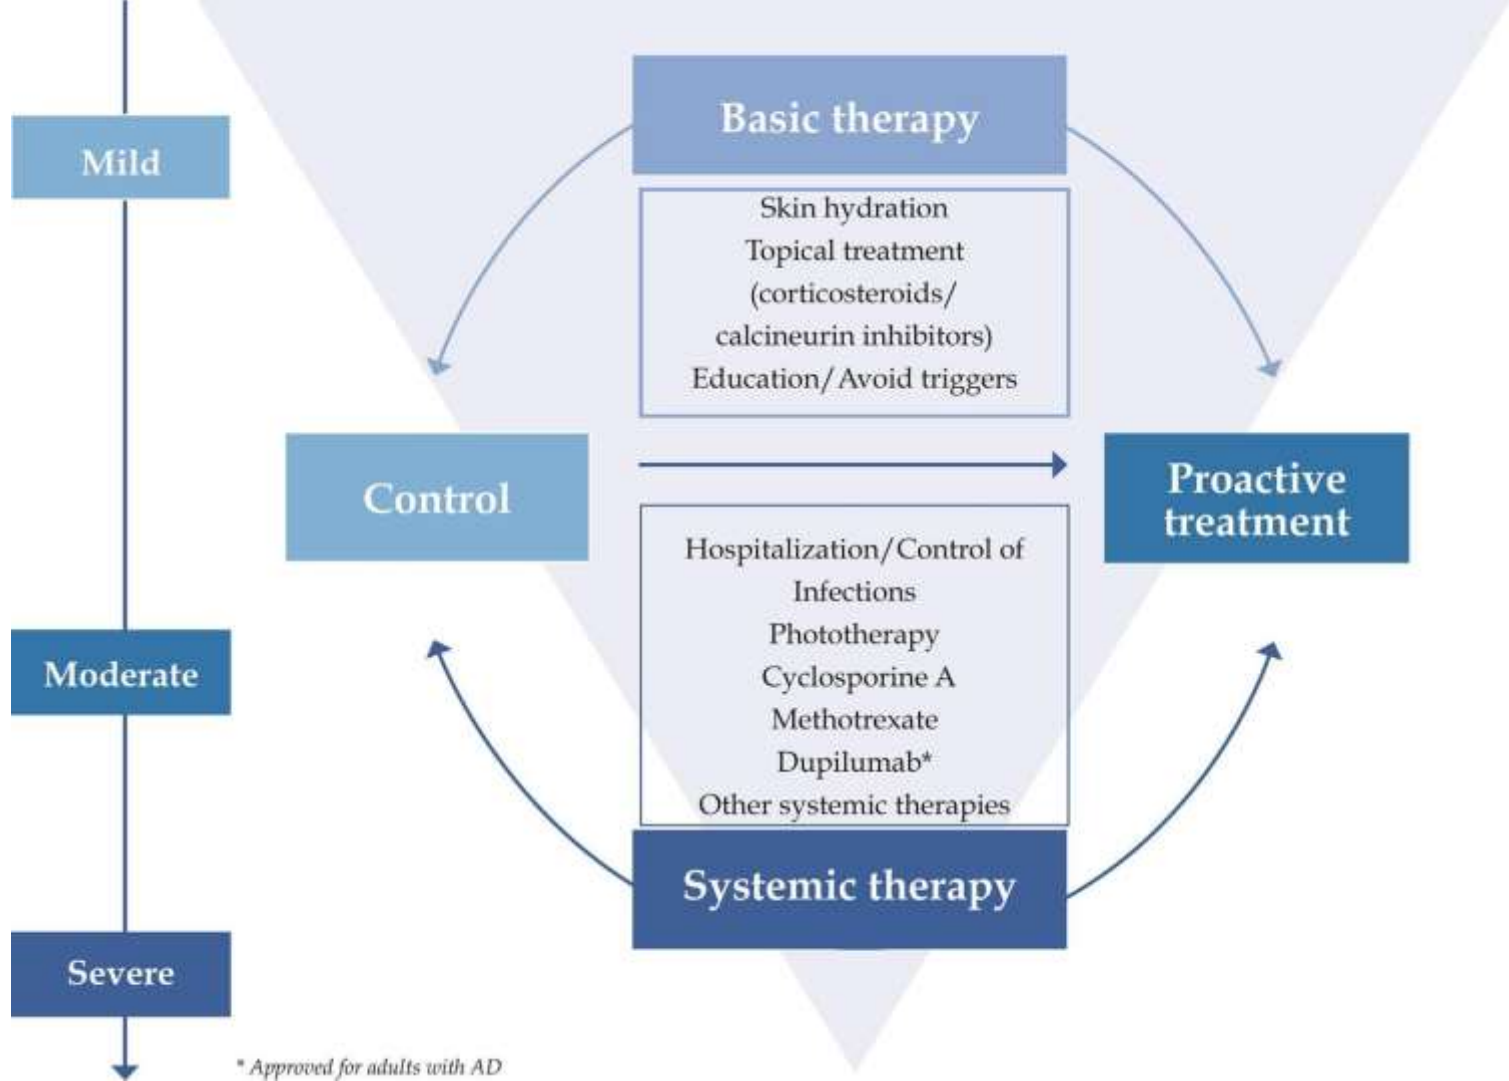 Basic therapy
Mild
Skin hydration
Topical treatment
(corticosteroids/
calcineurin inhibitors)
Education/Avoid triggers
Control
Proactive
treatment
Hospitalization/Control of
Infections
Phototherapy
Cyclosporine A
Methotrexate
Dupilumab*
Other systemic therapies
Moderate
Systemic therapy
Severe
* Approved for adults with AD